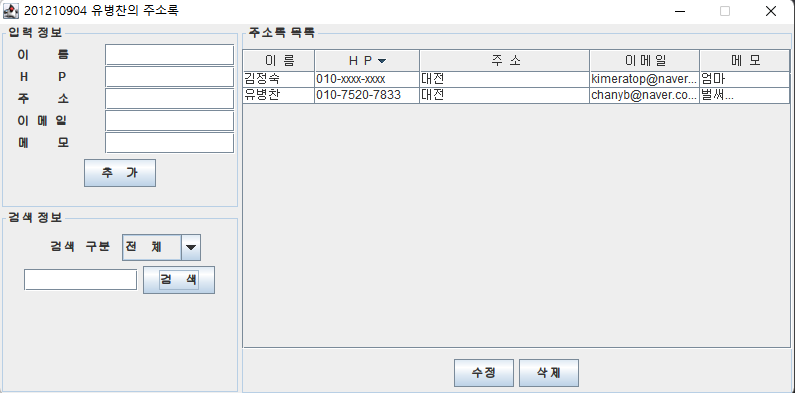 201210904 유병찬의 주소록
입력 정보
이 름
H P
주 소
이 메 일
메 모
추 가
검색 정보
검색 구분 전 체
검 색
주소록 목록
이 름 H P 주 소 이 메 일 메 모
김정숙 010-xxxx-xxxx 대전 kimeratop@naver... 엄마
유병찬 010-7520-7833 대전 chanyb@naver.co... 벌써...
수정 삭제